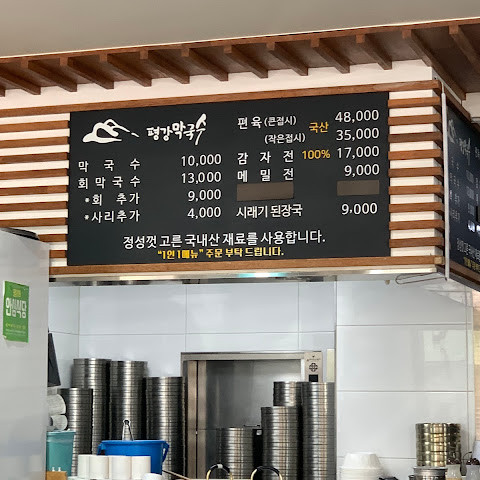 평강막국수
막국수 10,000
회막국수 13,000
*회 추가 9,000
*사리추가 4,000
편육 (큰접시) 국산 48,000
(작은접시) 35,000
감자전 100% 17,000
메밀전 9,000
시래기 된장국 9,000
정성껏 고른 국내산 재료를 사용합니다.
"1인 1메뉴" 주문 부탁 드립니다.
안심식당